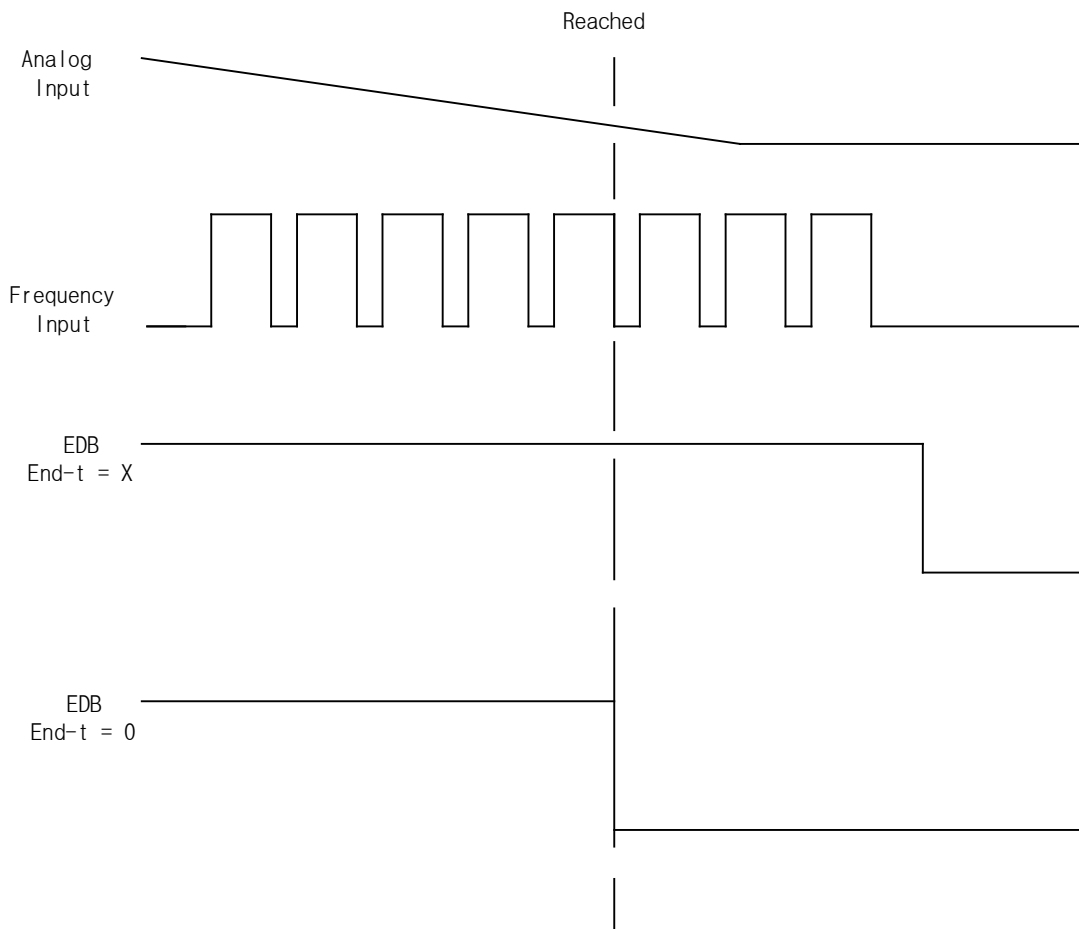 Reached
Analog
Input
Frequency
Input
EDB
End-t = X
EDB
End-t = 0